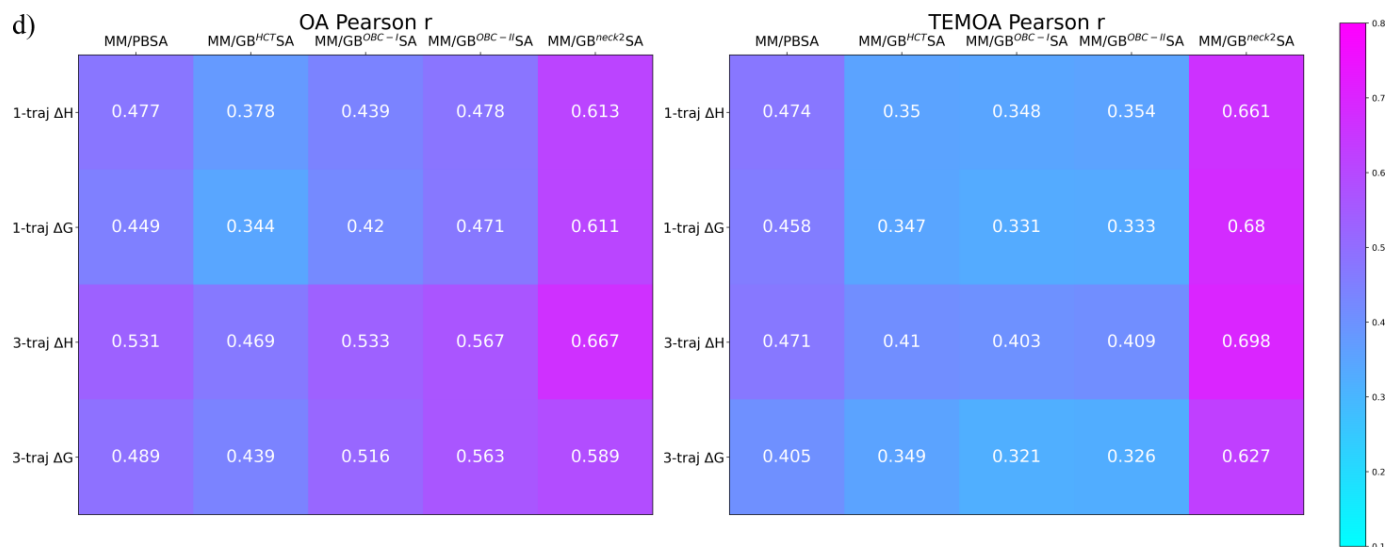 d)
OA Pearson r
MM/PBSA MM/GB^HCT SA MM/GB^OBC−I SA MM/GB^OBC−II SA MM/GB^neck2 SA
1-traj ΔH 0.477 0.378 0.439 0.478 0.613
1-traj ΔG 0.449 0.344 0.42 0.471 0.611
3-traj ΔH 0.531 0.469 0.533 0.567 0.667
3-traj ΔG 0.489 0.439 0.516 0.563 0.589
TEMOA Pearson r
MM/PBSA MM/GB^HCT SA MM/GB^OBC−I SA MM/GB^OBC−II SA MM/GB^neck2 SA
1-traj ΔH 0.474 0.35 0.348 0.354 0.661
1-traj ΔG 0.458 0.347 0.331 0.333 0.68
3-traj ΔH 0.471 0.41 0.403 0.409 0.698
3-traj ΔG 0.405 0.349 0.321 0.326 0.627
0.8
0.7
0.6
0.5
0.4
0.3
0.2
0.1